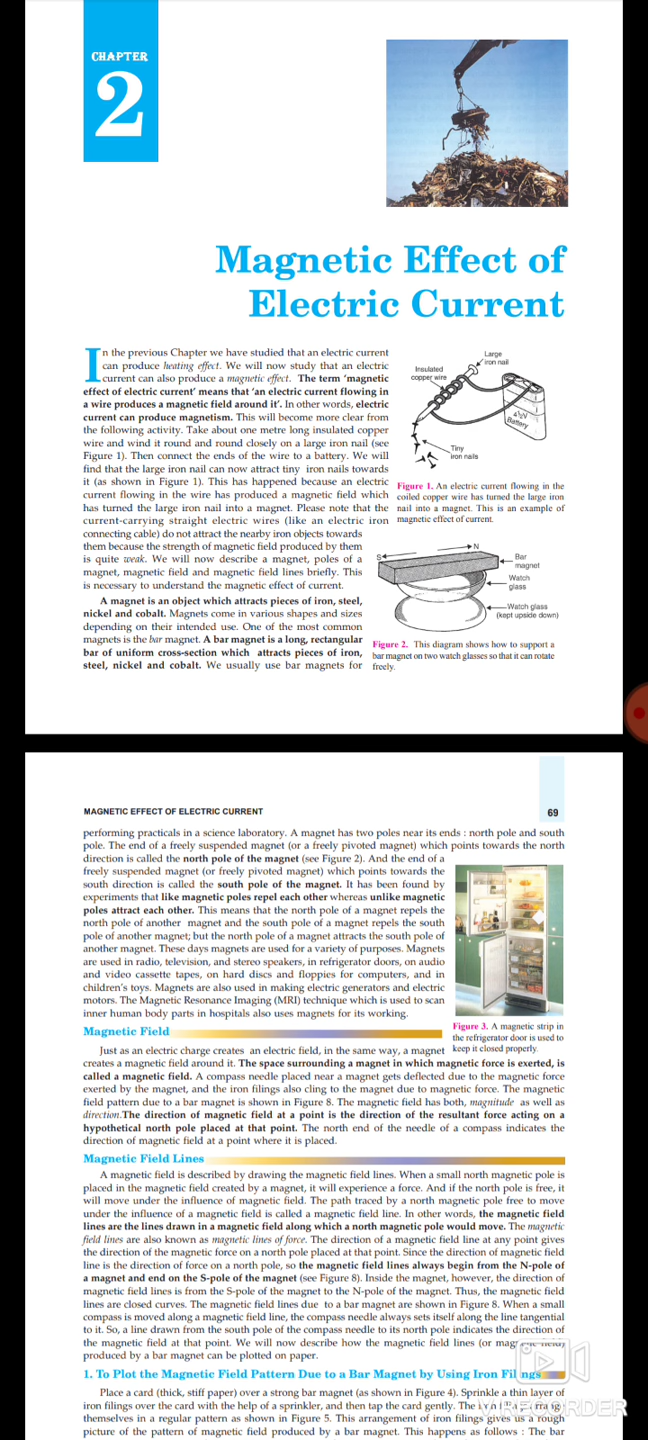 CHAPTER
2
Magnetic Effect of
Electric Current
In the previous Chapter we have studied that an electric current
can produce heating effect. We will now study that an electric
current can also produce a magnetic effect. The term ‘magnetic
effect of electric current’ means that ‘an electric current flowing in
a wire produces a magnetic field around it’. In other words, electric
current can produce magnetism. This will become more clear from
the following activity. Take about one metre long insulated copper
wire and wind it round and round closely on a large iron nail (see
Figure 1). Then connect the ends of the wire to a battery. We will
find that the large iron nail can now attract tiny iron nails towards
it (as shown in Figure 1). This has happened because an electric
current flowing in the wire has produced a magnetic field which
has turned the large iron nail into a magnet. Please note that the
current-carrying straight electric wires (like an electric iron
connecting cable) do not attract the nearby iron objects towards
them because the strength of magnetic field produced by them
is quite weak. We will now describe a magnet, poles of a
magnet, magnetic field and magnetic field lines briefly. This
is necessary to understand the magnetic effect of current.
A magnet is an object which attracts pieces of iron, steel,
nickel and cobalt. Magnets come in various shapes and sizes
depending on their intended use. One of the most common
magnets is the bar magnet. A bar magnet is a long, rectangular
bar of uniform cross-section which attracts pieces of iron,
steel, nickel and cobalt. We usually use bar magnets for
Large
iron nail
Insulated
copper wire
4½V
Battery
Tiny
iron nails
Figure 1. An electric current flowing in the
coiled copper wire has turned the large iron
nail into a magnet. This is an example of
magnetic effect of current.
N
S
Bar
magnet
Watch
glass
Watch glass
(kept upside down)
Figure 2. This diagram shows how to support a
bar magnet on two watch glasses so that it can rotate
freely.
MAGNETIC EFFECT OF ELECTRIC CURRENT
69
performing practicals in a science laboratory. A magnet has two poles near its ends : north pole and south
pole. The end of a freely suspended magnet (or a freely pivoted magnet) which points towards the north
direction is called the north pole of the magnet (see Figure 2). And the end of a
freely suspended magnet (or freely pivoted magnet) which points towards the
south direction is called the south pole of the magnet. It has been found by
experiments that like magnetic poles repel each other whereas unlike magnetic
poles attract each other. This means that the north pole of a magnet repels the
north pole of another magnet and the south pole of a magnet repels the south
pole of another magnet; but the north pole of a magnet attracts the south pole of
another magnet. These days magnets are used for a variety of purposes. Magnets
are used in radio, television, and stereo speakers, in refrigerator doors, on audio
and video cassette tapes, on hard discs and floppies for computers, and in
children's toys. Magnets are also used in making electric generators and electric
motors. The Magnetic Resonance Imaging (MRI) technique which is used to scan
inner human body parts in hospitals also uses magnets for its working.
Figure 3. A magnetic strip in
the refrigerator door is used to
keep it closed properly.
Magnetic Field
Just as an electric charge creates an electric field, in the same way, a magnet
creates a magnetic field around it. The space surrounding a magnet in which magnetic force is exerted, is
called a magnetic field. A compass needle placed near a magnet gets deflected due to the magnetic force
exerted by the magnet, and the iron filings also cling to the magnet due to magnetic force. The magnetic
field pattern due to a bar magnet is shown in Figure 8. The magnetic field has both, magnitude as well as
direction.The direction of magnetic field at a point is the direction of the resultant force acting on a
hypothetical north pole placed at that point. The north end of the needle of a compass indicates the
direction of magnetic field at a point where it is placed.
Magnetic Field Lines
A magnetic field is described by drawing the magnetic field lines. When a small north magnetic pole is
placed in the magnetic field created by a magnet, it will experience a force. And if the north pole is free, it
will move under the influence of magnetic field. The path traced by a north magnetic pole free to move
under the influence of a magnetic field is called a magnetic field line. In other words, the magnetic field
lines are the lines drawn in a magnetic field along which a north magnetic pole would move. The magnetic
field lines are also known as magnetic lines of force. The direction of a magnetic field line at any point gives
the direction of the magnetic force on a north pole placed at that point. Since the direction of magnetic field
line is the direction of force on a north pole, so the magnetic field lines always begin from the N-pole of
a magnet and end on the S-pole of the magnet (see Figure 8). Inside the magnet, however, the direction of
magnetic field lines is from the S-pole of the magnet to the N-pole of the magnet. Thus, the magnetic field
lines are closed curves. The magnetic field lines due to a bar magnet are shown in Figure 8. When a small
compass is moved along a magnetic field line, the compass needle always sets itself along the line tangential
to it. So, a line drawn from the south pole of the compass needle to its north pole indicates the direction of
the magnetic field at that point. We will now describe how the magnetic field lines (or magnetic field)
produced by a bar magnet can be plotted on paper.
1. To Plot the Magnetic Field Pattern Due to a Bar Magnet by Using Iron Filings
Place a card (thick, stiff paper) over a strong bar magnet (as shown in Figure 4). Sprinkle a thin layer of
iron filings over the card with the help of a sprinkler, and then tap the card gently. The iron
themselves in a regular pattern as shown in Figure 5. This arrangement of iron filings gives us a rough
picture of the pattern of magnetic field produced by a bar magnet. This happens as follows : The bar
VRECORDER